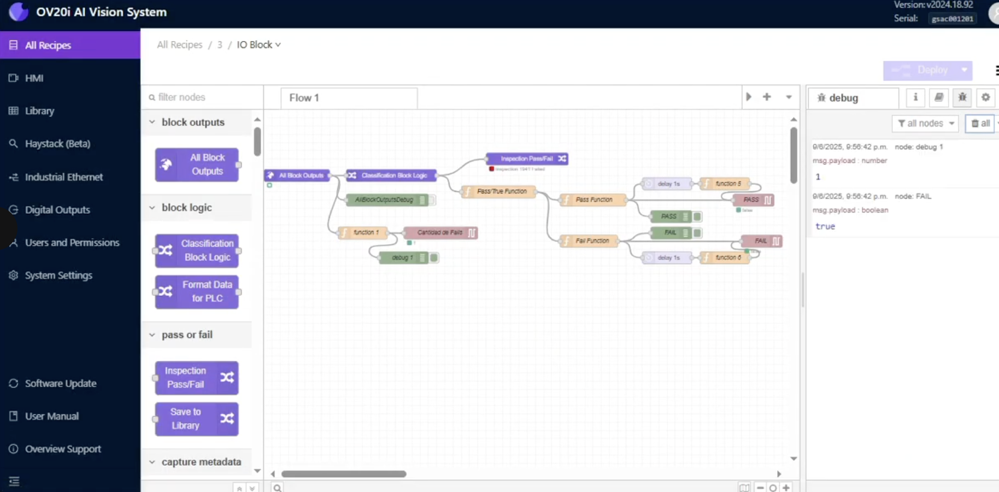 OV20i AI Vision System
Version: v2024.18.92
Serial: gsac001201
All Recipes
HMI
Library
Haystack (Beta)
Industrial Ethernet
Digital Outputs
Users and Permissions
System Settings
Software Update
User Manual
Overview Support
All Recipes / 3 / IO Block
Deploy
filter nodes
block outputs
All Block
Outputs
block logic
Classification
Block Logic
Format Data
for PLC
pass or fail
Inspection
Pass/Fail
Save to
Library
capture metadata
Flow 1
Inspection Pass/Fail
All Block Outputs
Classification Block Logic
Pass/True Function
AllBlockOutputsDebug
Pass Function
delay 1s
function 5
PASS
false
PASS
function 1
Cantidad de Fails
1
debug 1
FAIL
Fail Function
FAIL
delay 1s
function 6
debug
all nodes
all
9/6/2025, 9:56:42 p.m. node: debug 1
msg.payload : number
1
9/6/2025, 9:56:42 p.m. node: FAIL
msg.payload : boolean
true